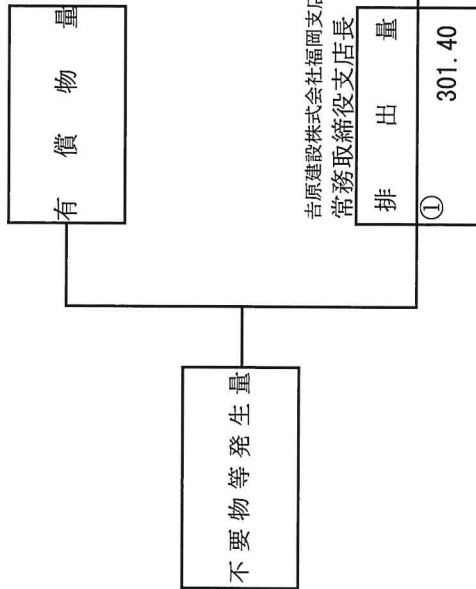 有償物量
不要物等発生量
吉原建設株式会社福岡支店
常務取締役支店長
排出量
①
301.40